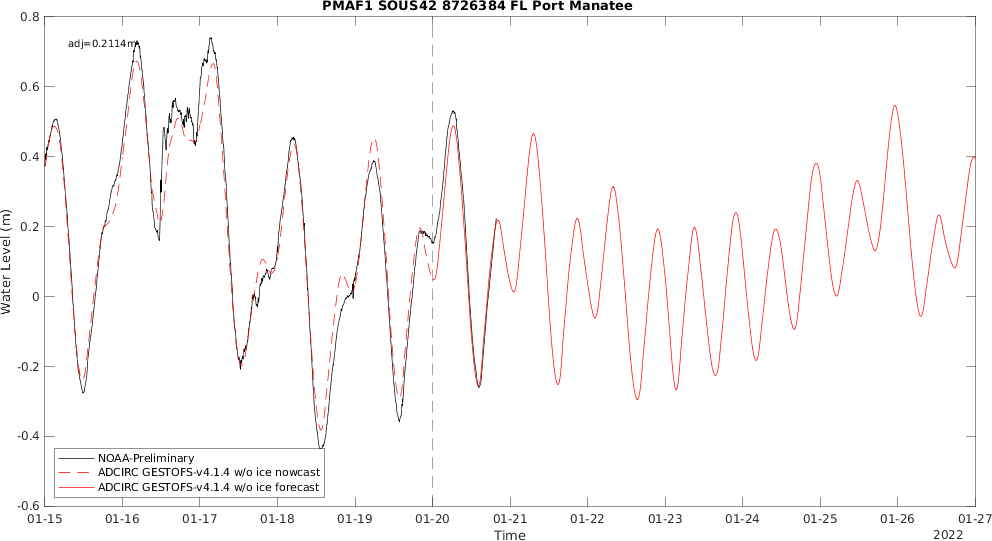 PMAF1 SOUS42 8726384 FL Port Manatee
adj=0.2114m
0.8
0.6
0.4
0.2
0
-0.2
-0.4
-0.6
Water Level (m)
NOAA-Preliminary
ADCIRC GESTOFS-v4.1.4 w/o ice nowcast
ADCIRC GESTOFS-v4.1.4 w/o ice forecast
01-15 01-16 01-17 01-18 01-19 01-20 01-21 01-22 01-23 01-24 01-25 01-26 01-27
Time
2022